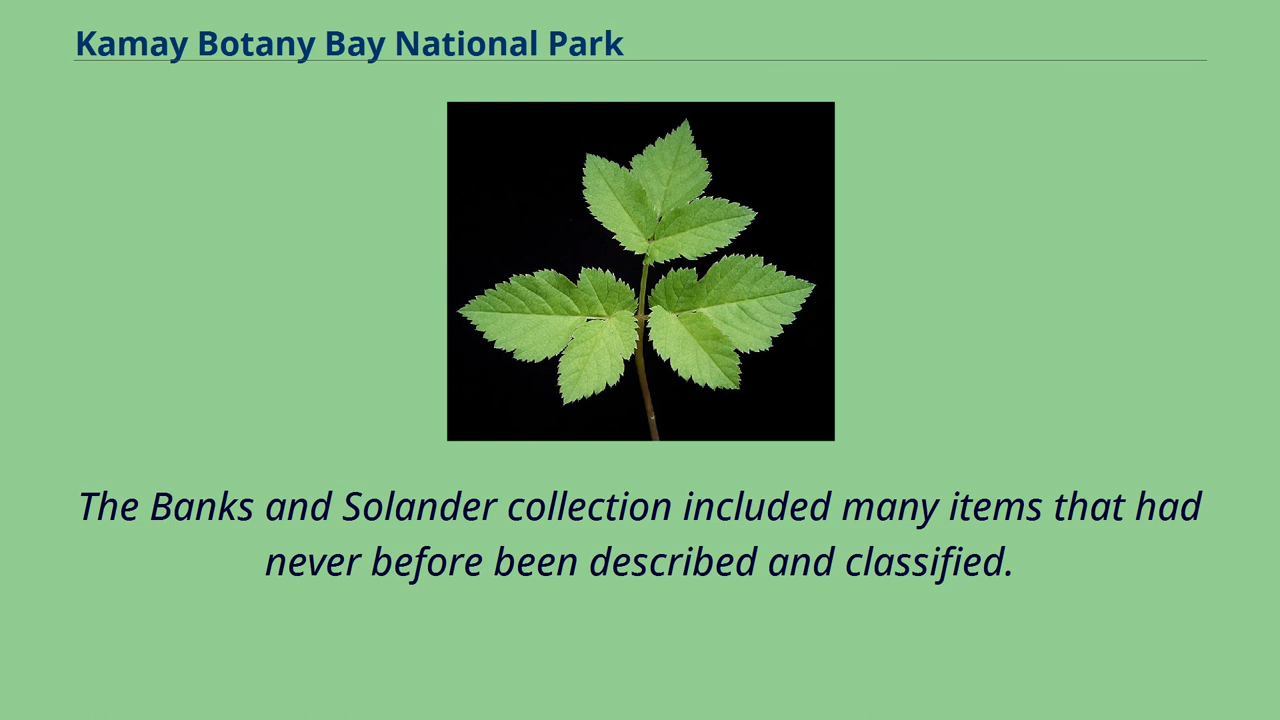 Kamay Botany Bay National Park
The Banks and Solander collection included many items that had
never before been described and classified.